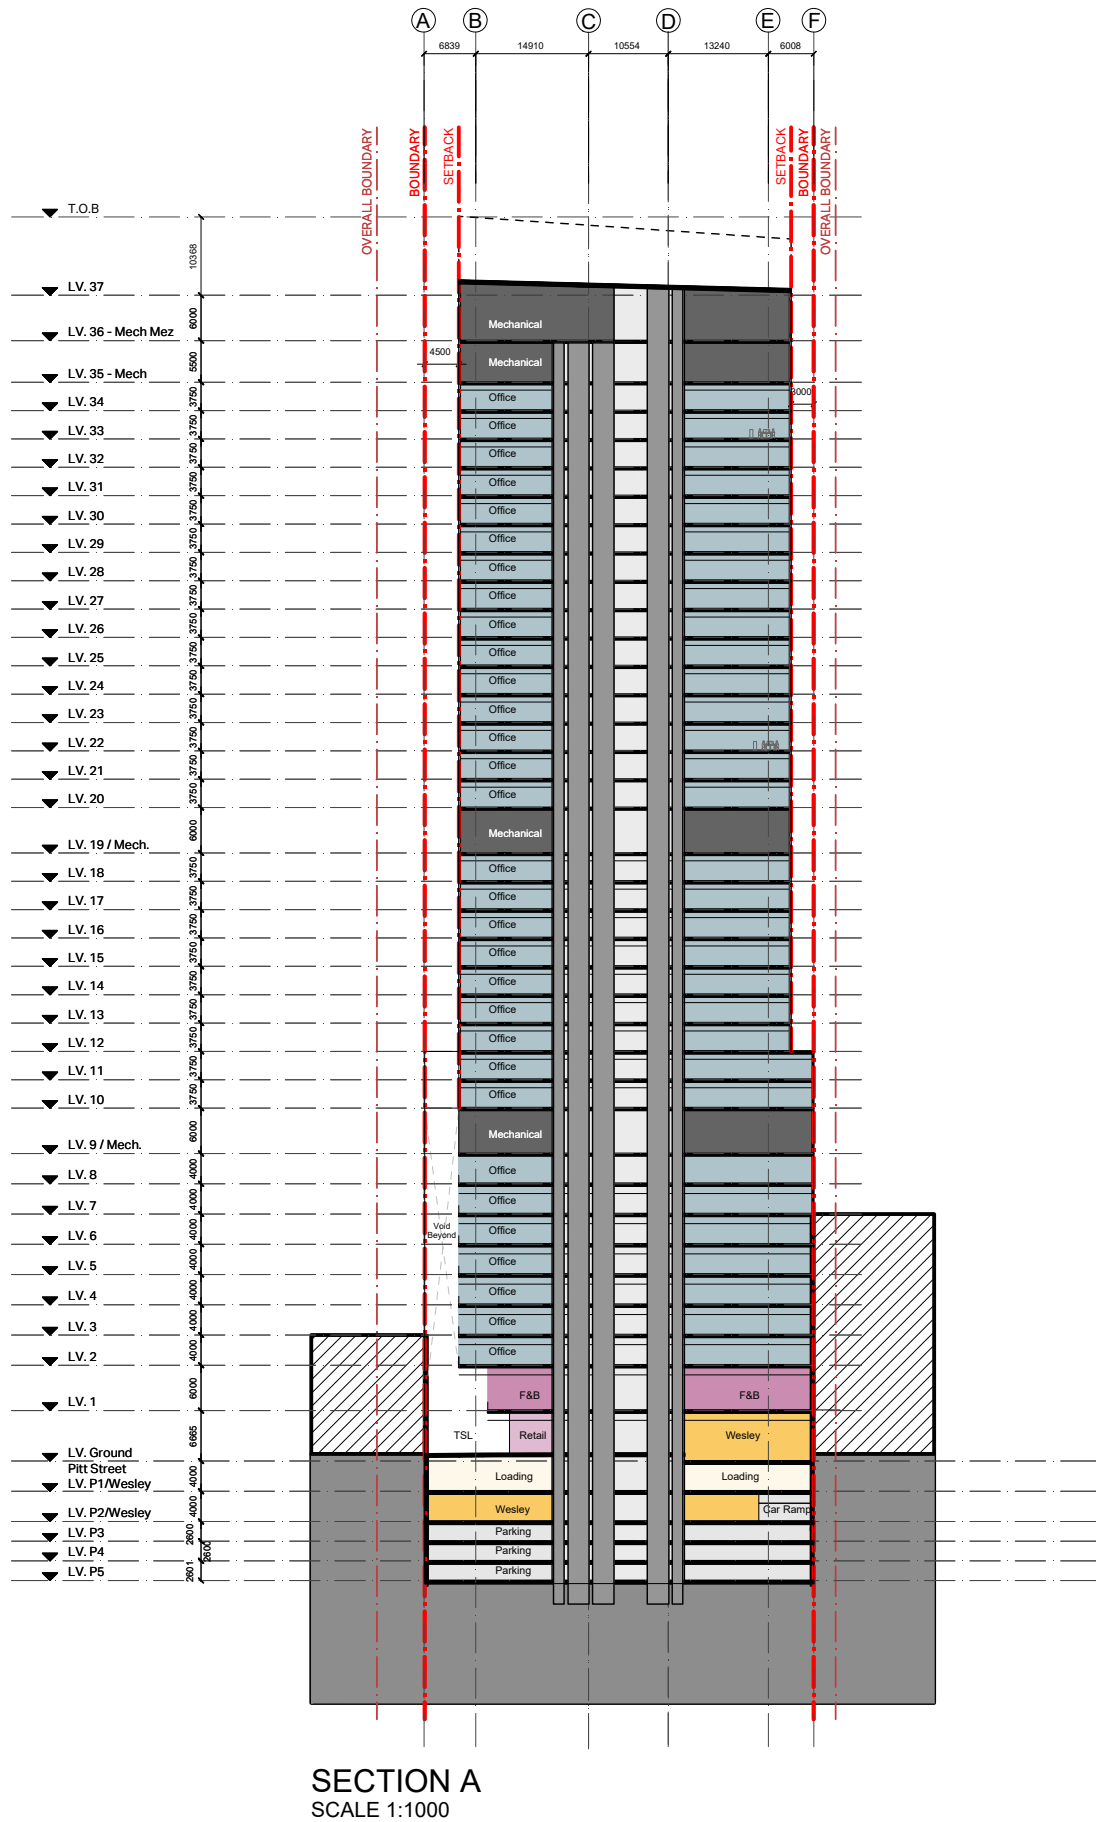 A B C D E F
6839 14910 10554 13240 6008
OVERALL BOUNDARY
BOUNDARY
SETBACK
SETBACK
BOUNDARY
OVERALL BOUNDARY
T.O.B
10368
LV. 37
6000
Mechanical
LV. 36 - Mech Mez
4500
5500
Mechanical
LV. 35 - Mech
3000
3750
Office
LV. 34
3750
Office
LV. 33
3750
Office
LV. 32
3750
Office
LV. 31
3750
Office
LV. 30
3750
Office
LV. 29
3750
Office
LV. 28
3750
Office
LV. 27
3750
Office
LV. 26
3750
Office
LV. 25
3750
Office
LV. 24
3750
Office
LV. 23
3750
Office
LV. 22
3750
Office
LV. 21
3750
Office
LV. 20
6000
Mechanical
LV. 19 / Mech.
3750
Office
LV. 18
3750
Office
LV. 17
3750
Office
LV. 16
3750
Office
LV. 15
3750
Office
LV. 14
3750
Office
LV. 13
3750
Office
LV. 12
3750
Office
LV. 11
3750
Office
LV. 10
6000
Mechanical
LV. 9 / Mech.
4000
Office
LV. 8
4000
Office
LV. 7
Void
Beyond
4000
Office
LV. 6
4000
Office
LV. 5
4000
Office
LV. 4
4000
Office
LV. 3
4000
Office
LV. 2
6000
F&B F&B
LV. 1
6665
TSL Retail Wesley
LV. Ground
Pitt Street
4000
Loading Loading
LV. P1/Wesley
4000
Wesley Car Ramp
LV. P2/Wesley
2600
Parking
LV. P3
2600
Parking
LV. P4
2601
Parking
LV. P5
SECTION A
SCALE 1:1000